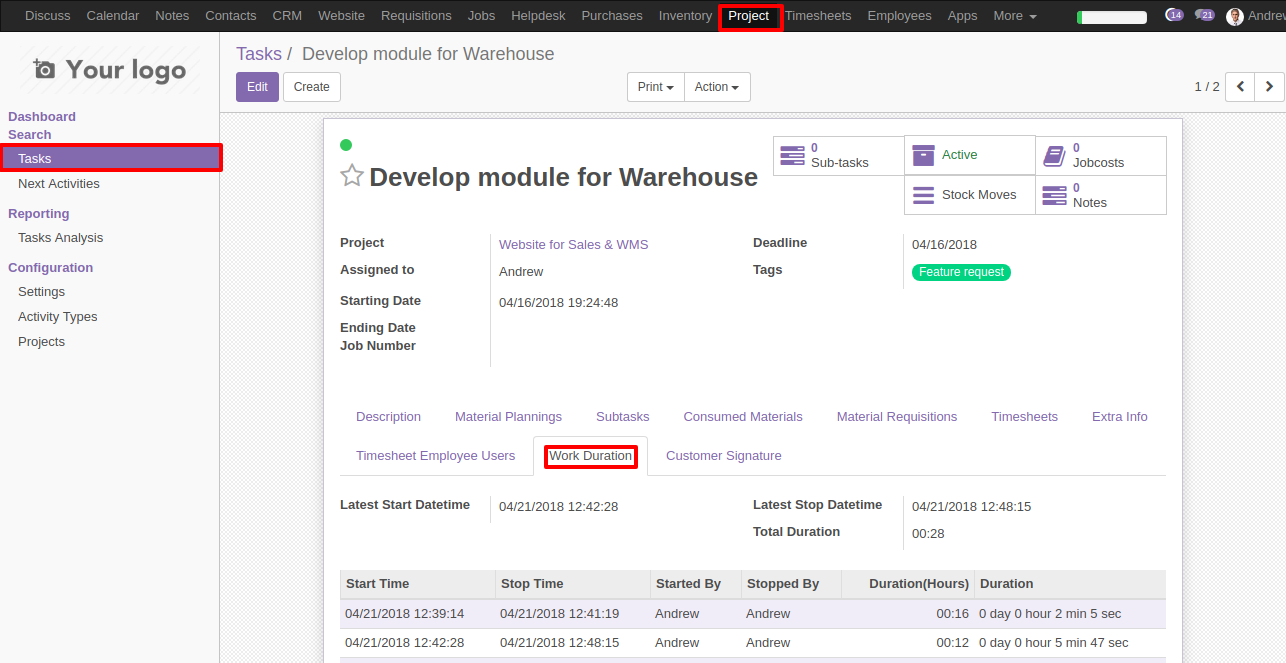 Discuss Calendar Notes Contacts CRM Website Requisitions Jobs Helpdesk Purchases Inventory Project Timesheets Employees Apps More 14 21 Andrew
Your logo
Tasks / Develop module for Warehouse
Edit Create Print Action 1 / 2
Dashboard
Search
Tasks
Next Activities
Reporting
Tasks Analysis
Configuration
Settings
Activity Types
Projects
Develop module for Warehouse
0
Sub-tasks
Active
0
Jobcosts
Stock Moves
0
Notes
Project Website for Sales & WMS
Assigned to Andrew
Starting Date 04/16/2018 19:24:48
Ending Date
Job Number
Deadline 04/16/2018
Tags Feature request
Description Material Plannings Subtasks Consumed Materials Material Requisitions Timesheets Extra Info
Timesheet Employee Users Work Duration Customer Signature
Latest Start Datetime 04/21/2018 12:42:28
Latest Stop Datetime 04/21/2018 12:48:15
Total Duration 00:28
Start Time Stop Time Started By Stopped By Duration(Hours) Duration
04/21/2018 12:39:14 04/21/2018 12:41:19 Andrew Andrew 00:16 0 day 0 hour 2 min 5 sec
04/21/2018 12:42:28 04/21/2018 12:48:15 Andrew Andrew 00:12 0 day 0 hour 5 min 47 sec